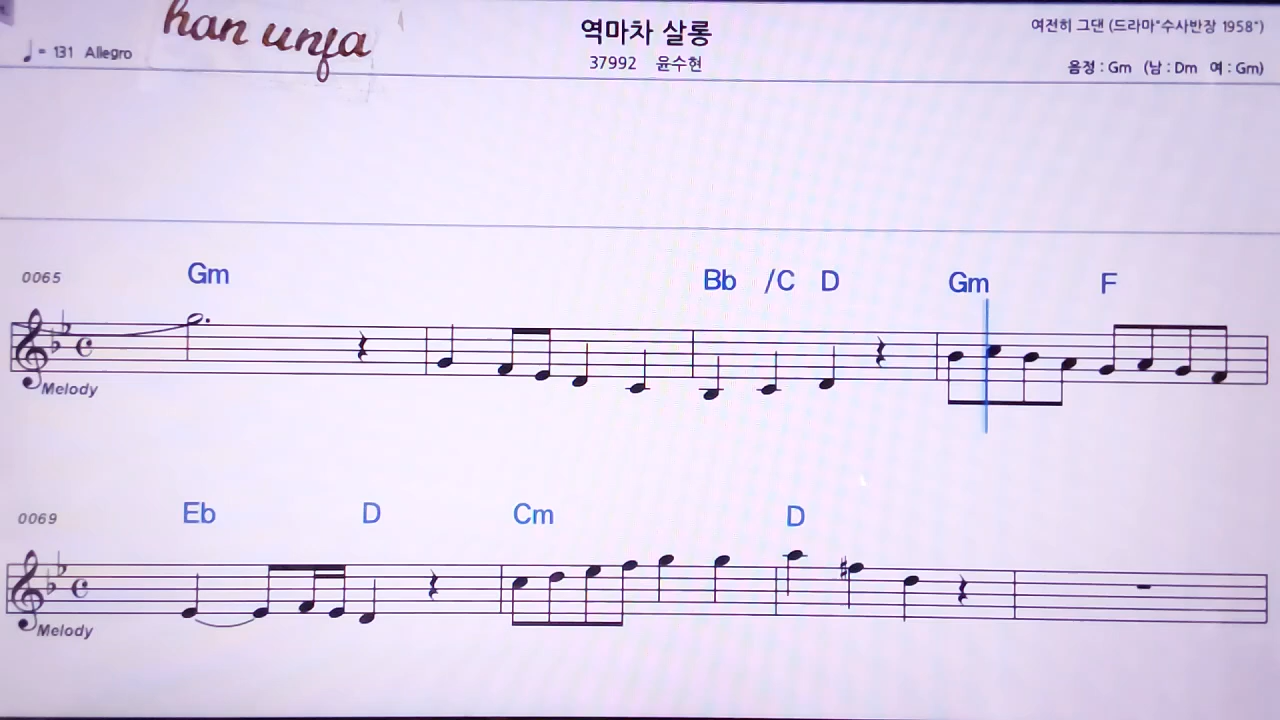 han unja
역마차 살롱
여전히 그댄 (드라마"수사반장 1958")
♩ = 131 Allegro
37992 윤수현
음정 : Gm (남 : Dm 여 : Gm)
0065 Gm Bb /C D Gm F
Melody
0069 Eb D Cm D
Melody